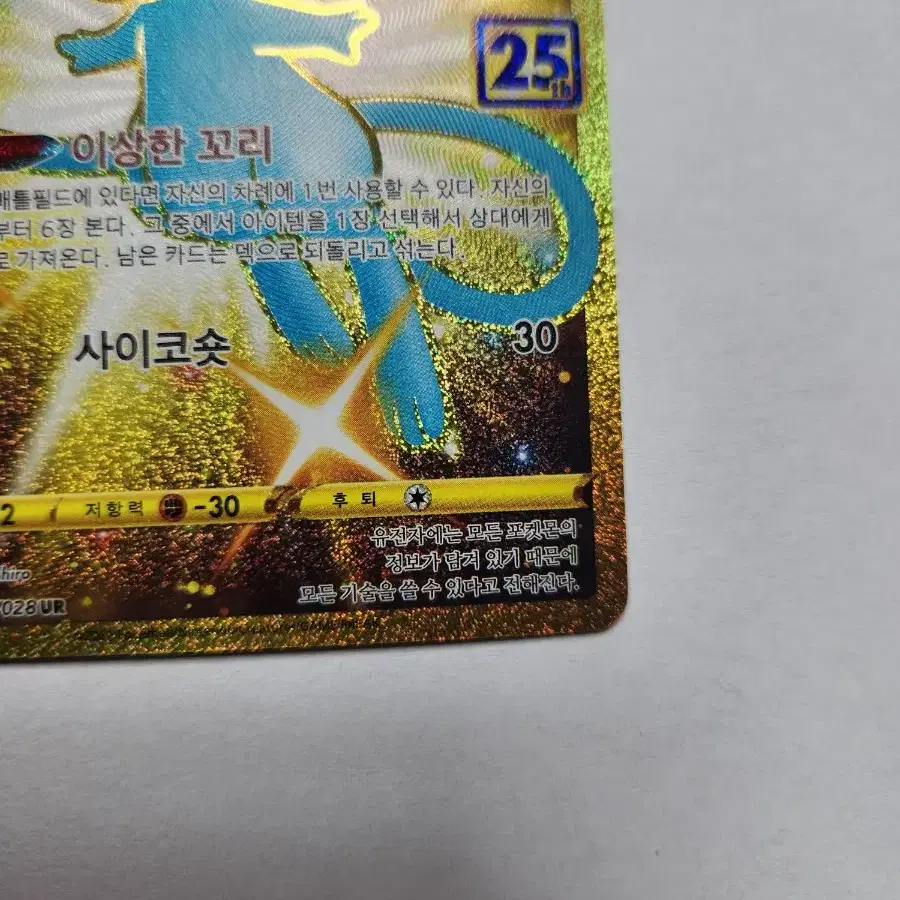 25th
이상한 꼬리
배틀필드에 있다면 자신의 차례에 1번 사용할 수 있다. 자신의
부터 6장 본다. 그 중에서 아이템을 1장 선택해서 상대에게
로 가져온다. 남은 카드는 덱으로 되돌리고 섞는다.
사이코숏 30
2 저항력 -30 후퇴
유전자에는 모든 포켓몬의
정보가 담겨 있기 때문에
모든 기술을 쓸 수 있다고 전해진다.
hiro
/028 UR